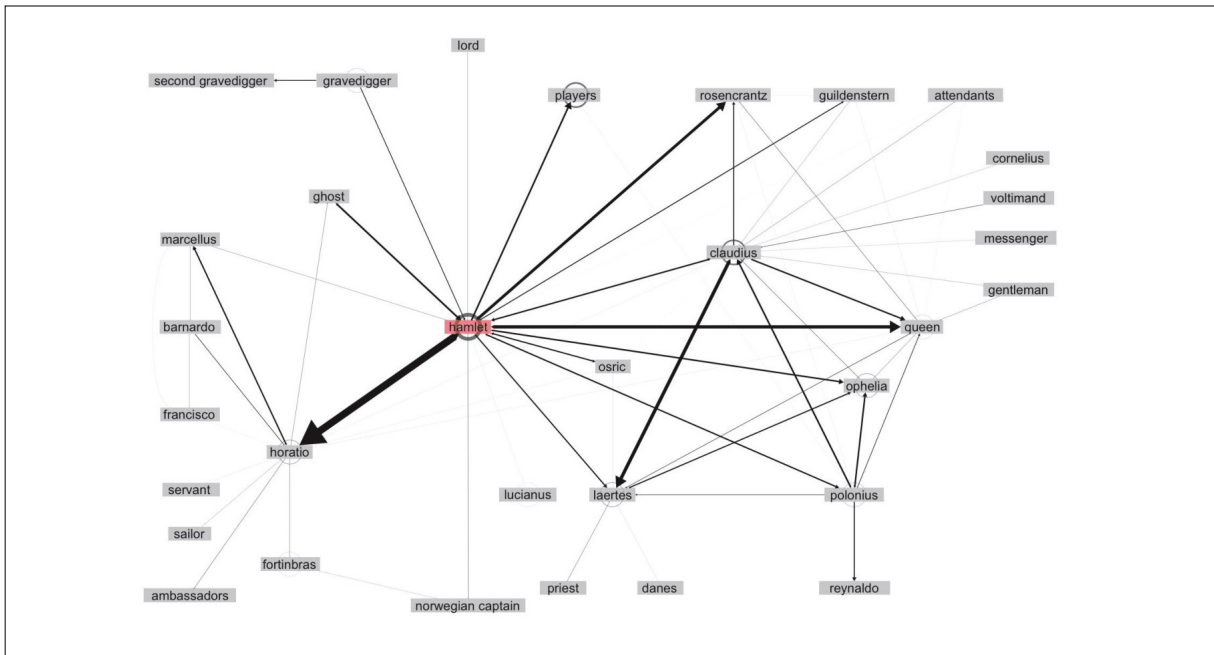 lord
second gravedigger
gravedigger
players
rosencrantz
guildenstern
attendants
cornelius
ghost
voltimand
marcellus
messenger
claudius
gentleman
barnardo
hamlet
queen
osric
ophelia
francisco
horatio
servant
lucianus
laertes
polonius
sailor
fortinbras
priest
danes
reynaldo
ambassadors
norwegian captain